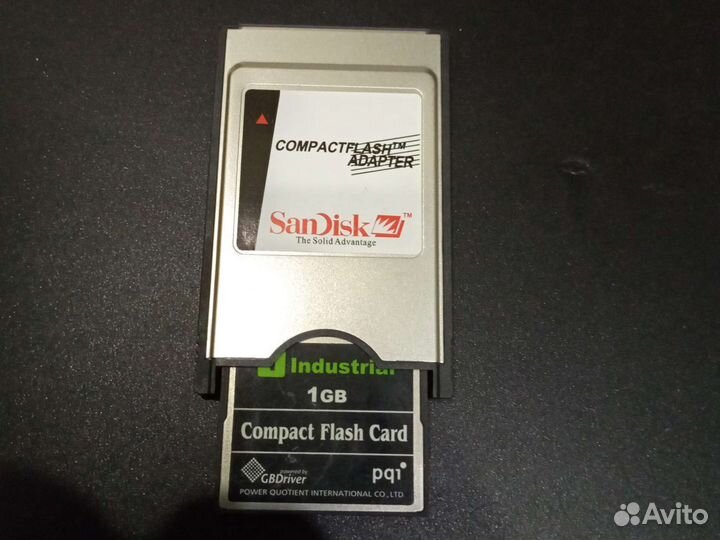 COMPACTFLASH™
ADAPTER
SanDisk™
The Solid Advantage
Industrial
1GB
Compact Flash Card
powered by
GBDriver
pqi
POWER QUOTIENT INTERNATIONAL CO., LTD.
Avito